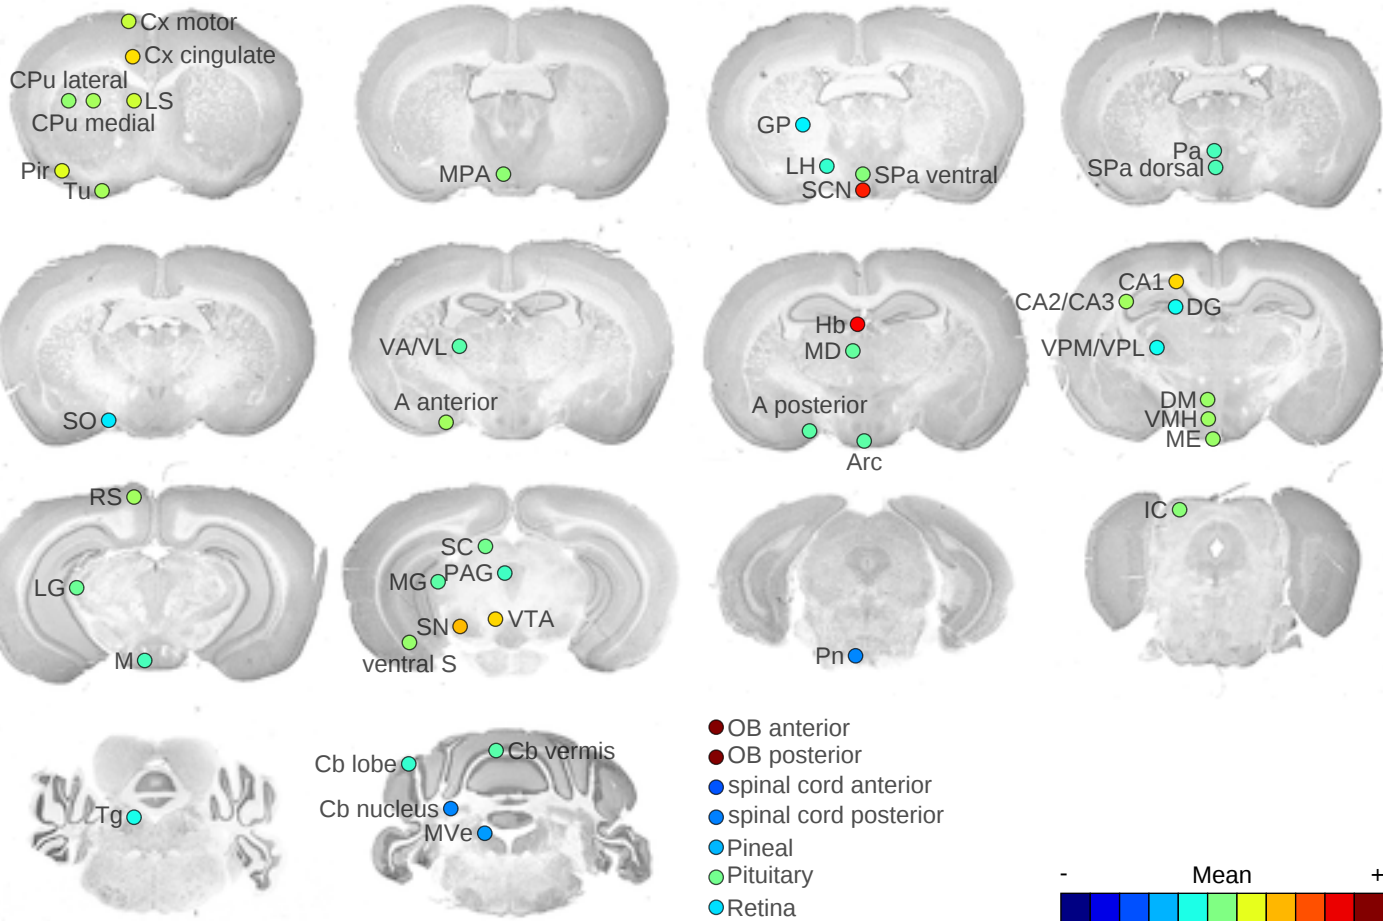 Cx motor
Cx cingulate
CPu lateral
LS
CPu medial
Pir
Tu
MPA
GP
LH
SPa ventral
SCN
Pa
SPa dorsal
SO
VA/VL
A anterior
Hb
MD
A posterior
Arc
CA1
CA2/CA3
DG
VPM/VPL
DM
VMH
ME
RS
LG
M
SC
MG
PAG
SN
VTA
ventral S
Pn
IC
Tg
Cb lobe
Cb vermis
Cb nucleus
MVe
OB anterior
OB posterior
spinal cord anterior
spinal cord posterior
Pineal
Pituitary
Retina
- Mean +